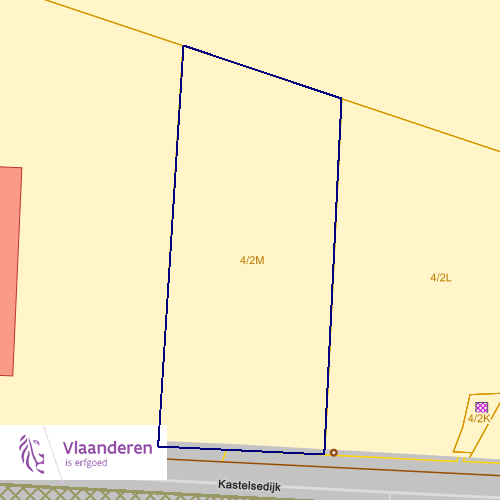 4/2M
4/2L
4/2K
Vlaanderen
is erfgoed
Kastelsedijk